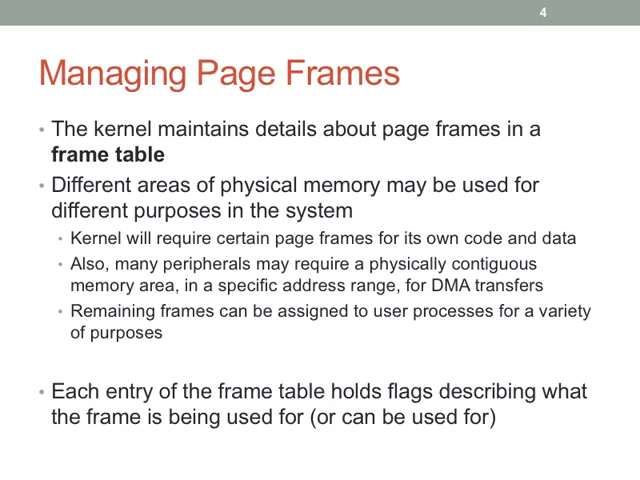 4
Managing Page Frames
• The kernel maintains details about page frames in a
frame table
• Different areas of physical memory may be used for
different purposes in the system
• Kernel will require certain page frames for its own code and data
• Also, many peripherals may require a physically contiguous
memory area, in a specific address range, for DMA transfers
• Remaining frames can be assigned to user processes for a variety
of purposes
• Each entry of the frame table holds flags describing what
the frame is being used for (or can be used for)